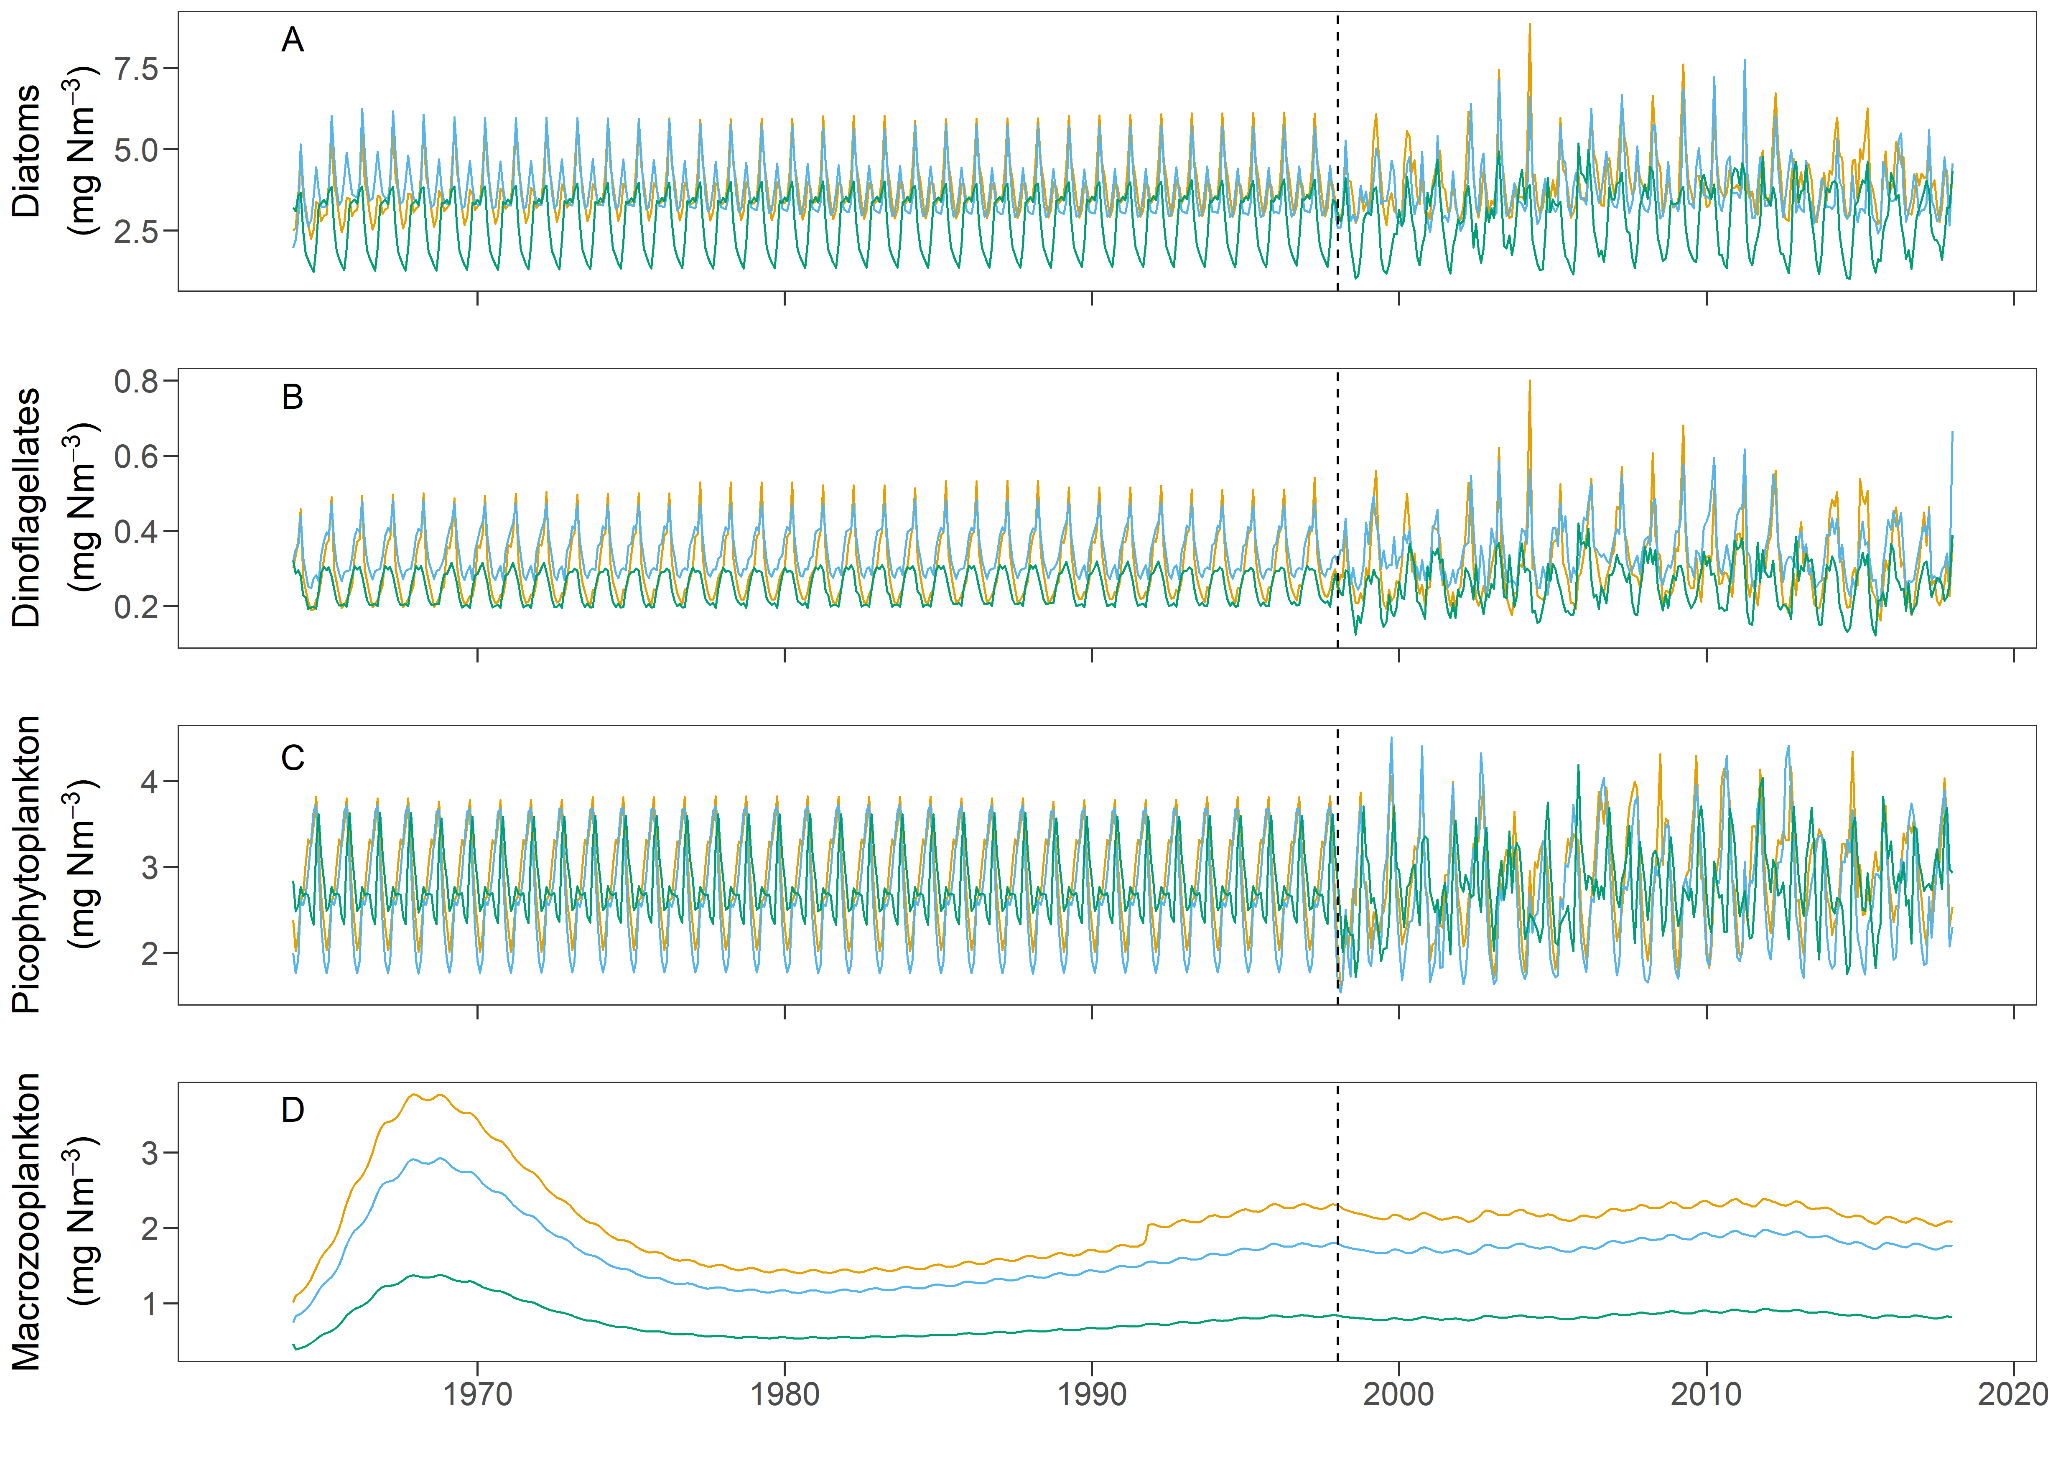 A
Diatoms
(mg Nm⁻³)
7.5
5.0
2.5
B
Dinoflagellates
(mg Nm⁻³)
0.8
0.6
0.4
0.2
C
Picophytoplankton
(mg Nm⁻³)
4
3
2
D
Macrozooplankton
(mg Nm⁻³)
3
2
1
1970 1980 1990 2000 2010 2020